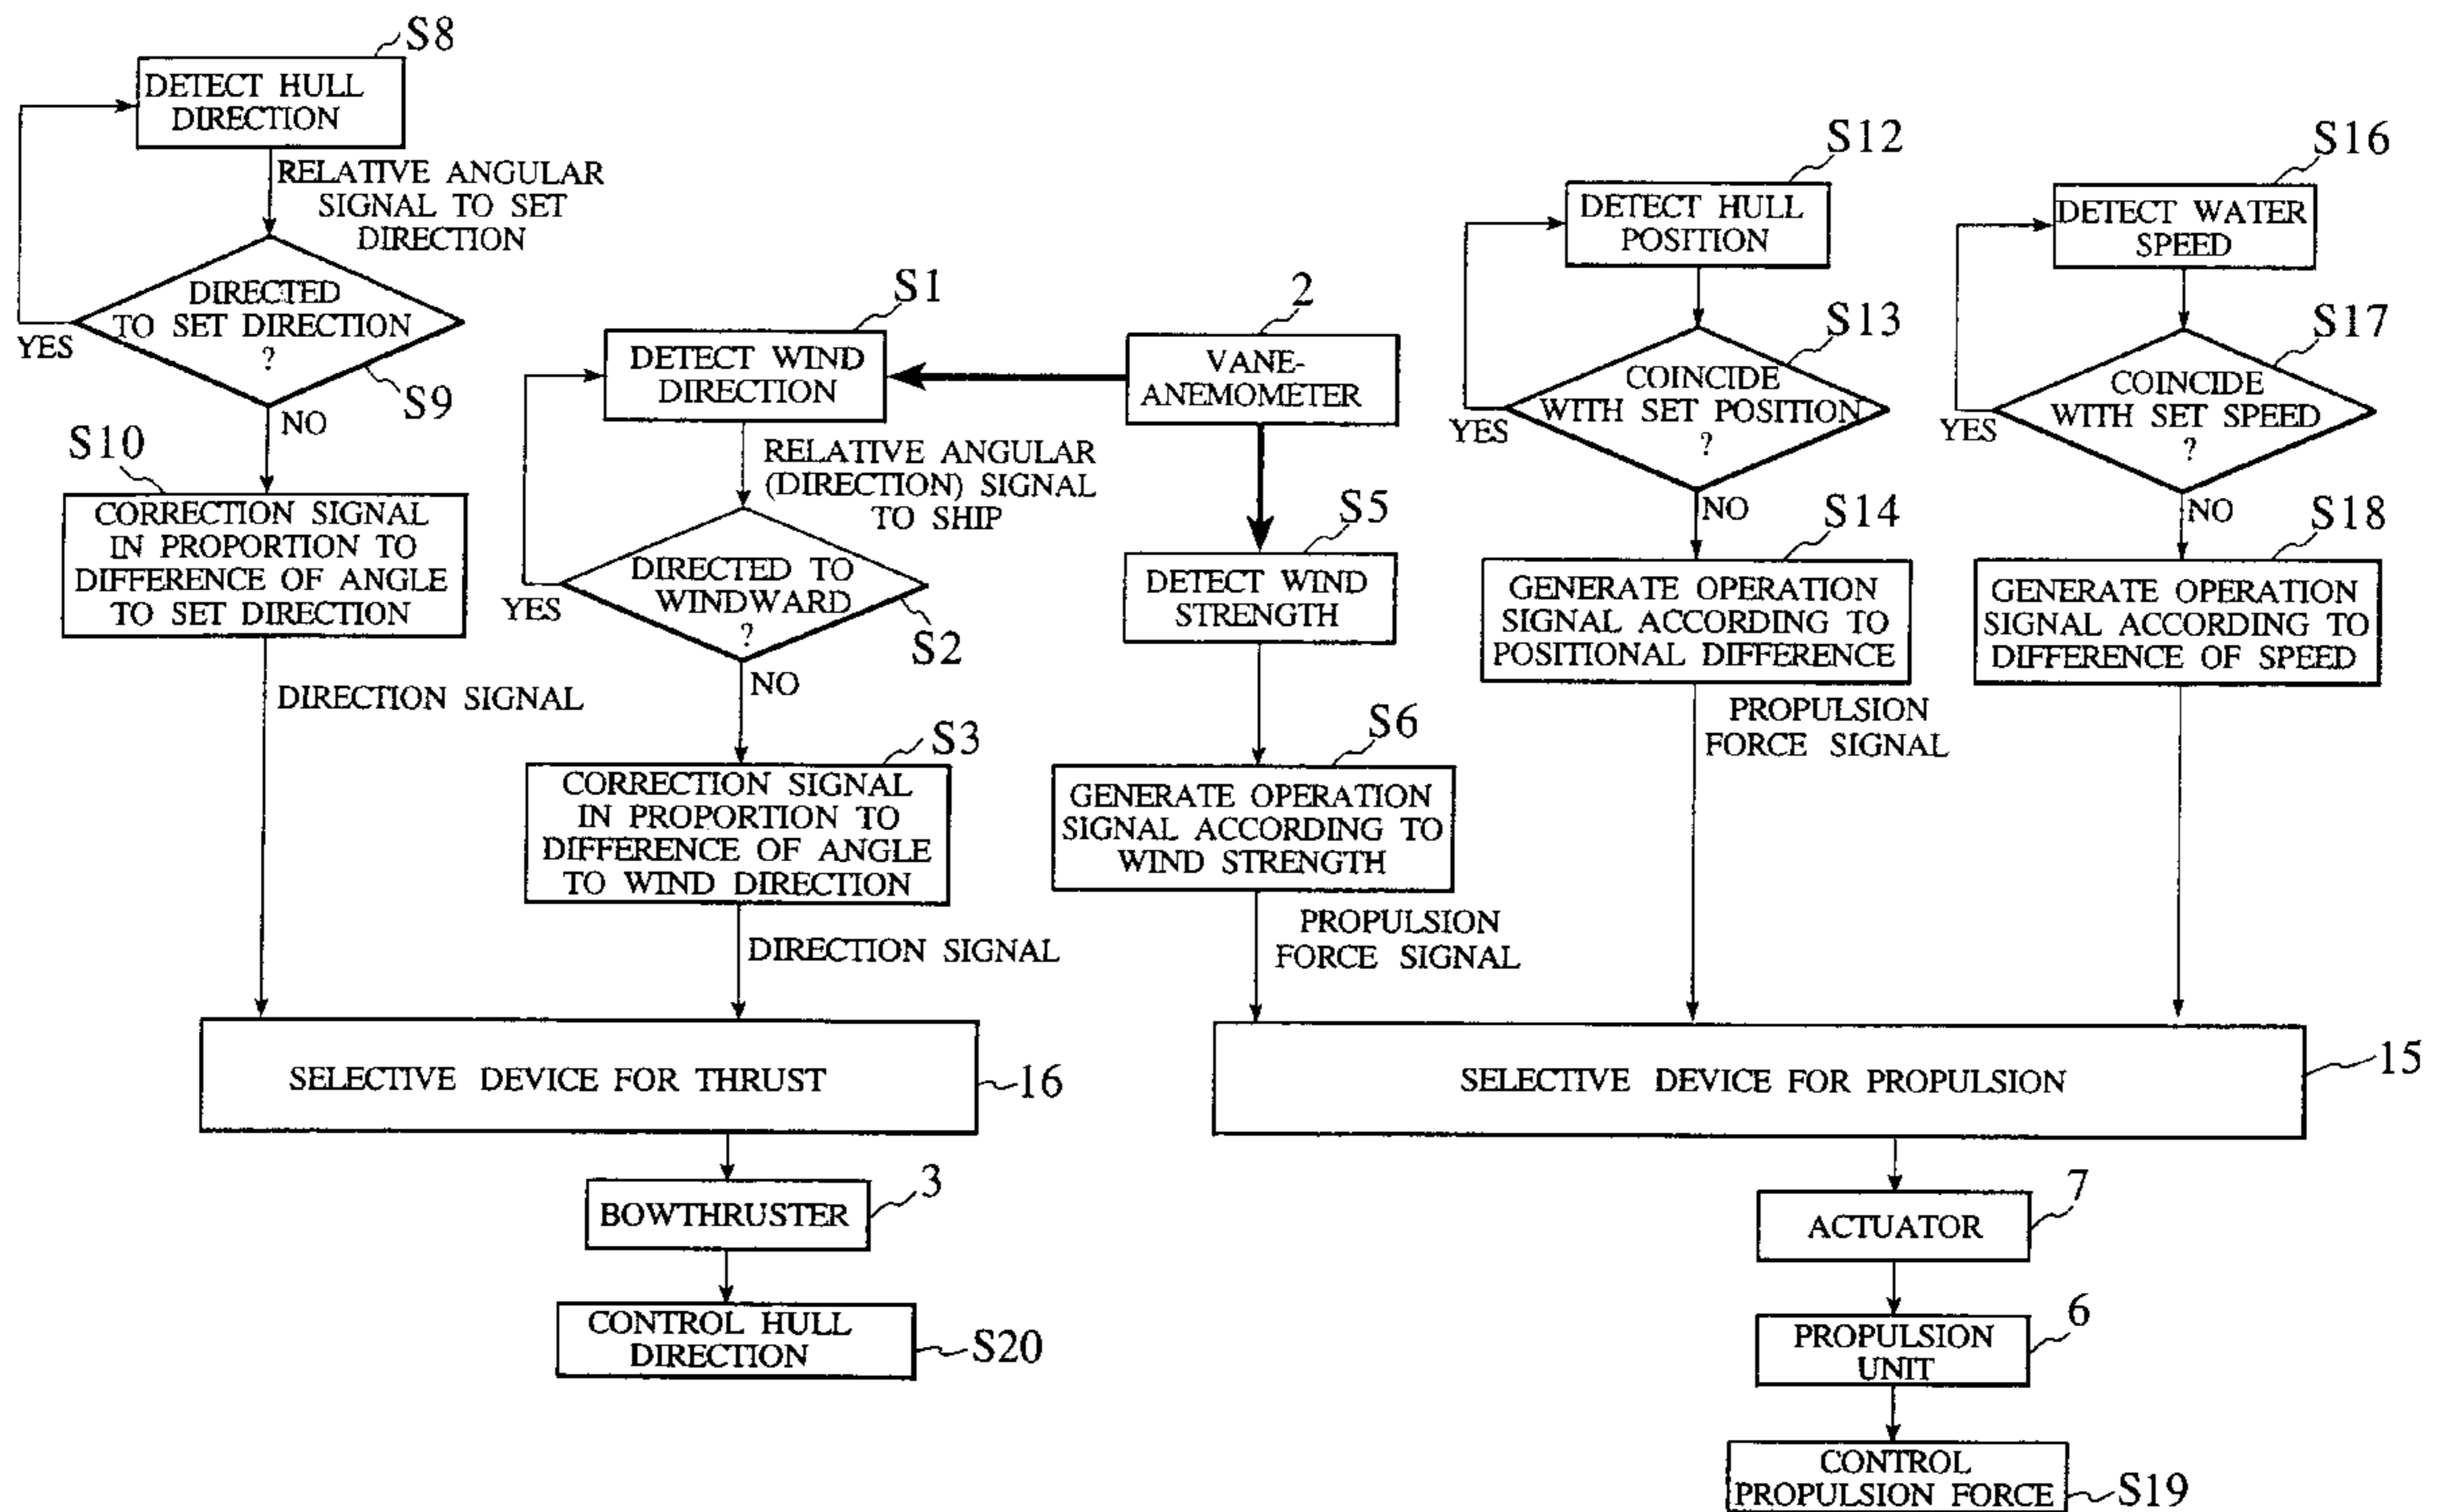 S8
DETECT HULL
DIRECTION
RELATIVE ANGULAR
SIGNAL TO SET
DIRECTION
DIRECTED
TO SET DIRECTION
?
YES
S9
NO
S10
CORRECTION SIGNAL
IN PROPORTION TO
DIFFERENCE OF ANGLE
TO SET DIRECTION
DIRECTION SIGNAL
S1
DETECT WIND
DIRECTION
RELATIVE ANGULAR
(DIRECTION) SIGNAL
TO SHIP
DIRECTED TO
WINDWARD
?
YES
S2
NO
S3
CORRECTION SIGNAL
IN PROPORTION TO
DIFFERENCE OF ANGLE
TO WIND DIRECTION
DIRECTION SIGNAL
2
VANE-
ANEMOMETER
S5
DETECT WIND
STRENGTH
S6
GENERATE OPERATION
SIGNAL ACCORDING TO
WIND STRENGTH
PROPULSION
FORCE SIGNAL
S12
DETECT HULL
POSITION
S13
COINCIDE
WITH SET POSITION
?
YES
NO
S14
GENERATE OPERATION
SIGNAL ACCORDING TO
POSITIONAL DIFFERENCE
PROPULSION
FORCE SIGNAL
S16
DETECT WATER
SPEED
S17
COINCIDE
WITH SET SPEED
?
YES
NO
S18
GENERATE OPERATION
SIGNAL ACCORDING TO
DIFFERENCE OF SPEED
SELECTIVE DEVICE FOR THRUST
16
BOWTHRUSTER
3
CONTROL HULL
DIRECTION
S20
SELECTIVE DEVICE FOR PROPULSION
15
ACTUATOR
7
PROPULSION
UNIT
6
CONTROL
PROPULSION FORCE
S19